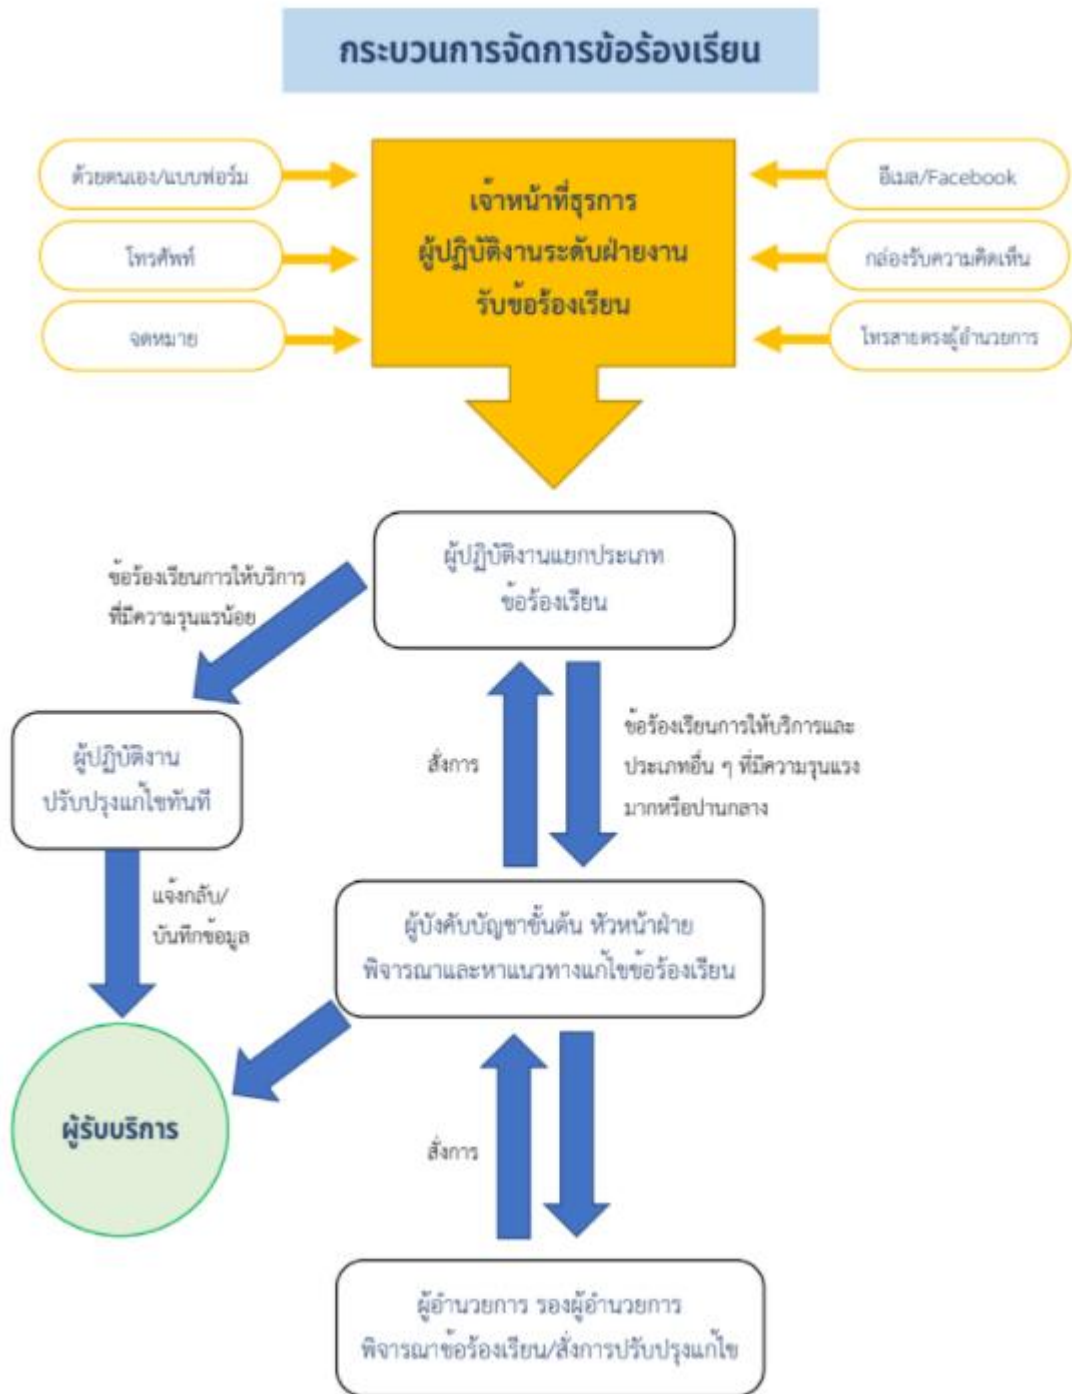 กระบวนการจัดการข้อร้องเรียน
ด้วยตนเอง/แบบฟอร์ม
โทรศัพท์
จดหมาย
เจ้าหน้าที่ธุรการ
ผู้ปฏิบัติงานระดับฝ่ายงาน
รับข้อร้องเรียน
อีเมล/Facebook
กล่องรับความคิดเห็น
โทรสายตรงผู้อำนวยการ
ผู้ปฏิบัติงานแยกประเภท
ข้อร้องเรียน
ข้อร้องเรียนการให้บริการ
ที่มีความรุนแรน้อย
ผู้ปฏิบัติงาน
ปรับปรุงแก้ไขทันที
สั่งการ
ข้อร้องเรียนการให้บริการและ
ประเภทอื่น ๆ ที่มีความรุนแรง
มากหรือปานกลาง
แจ้งกลับ/
บันทึกข้อมูล
ผู้บังคับบัญชาชั้นต้น หัวหน้าฝ่าย
พิจารณาและหาแนวทางแก้ไขข้อร้องเรียน
ผู้รับบริการ
สั่งการ
ผู้อำนวยการ รองผู้อำนวยการ
พิจารณาข้อร้องเรียน/สั่งการปรับปรุงแก้ไข